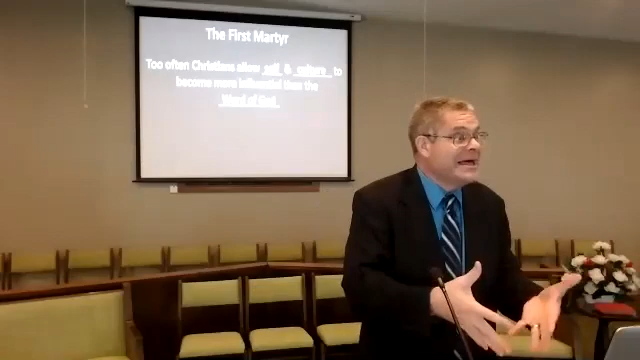 The First Martyr
Too often Christians allow self & culture to
become more influential than the
Word of God